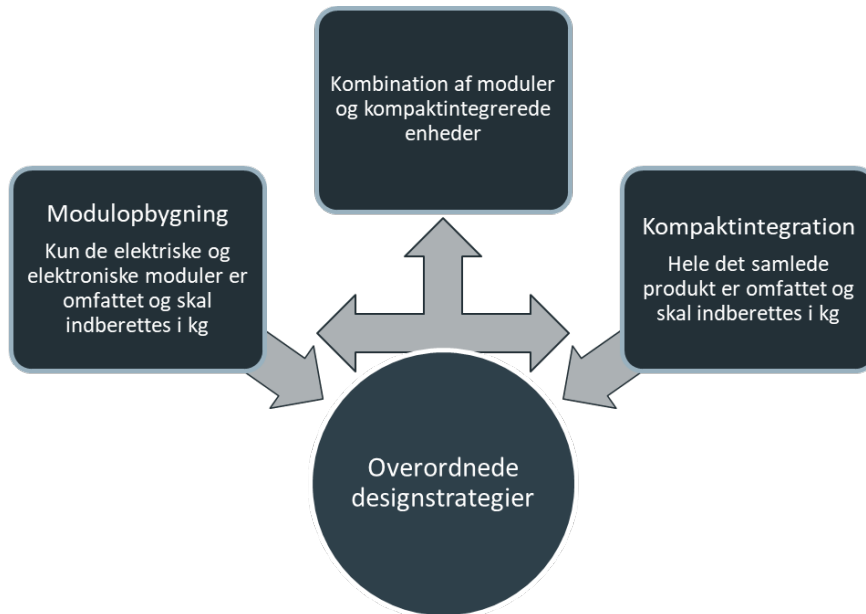 Kombination af moduler
og kompaktintegrerede
enheder
Modulopbygning
Kun de elektriske og
elektroniske moduler er
omfattet og skal
indberettes i kg
Kompaktintegration
Hele det samlede
produkt er omfattet og
skal indberettes i kg
Overordnede
designstrategier